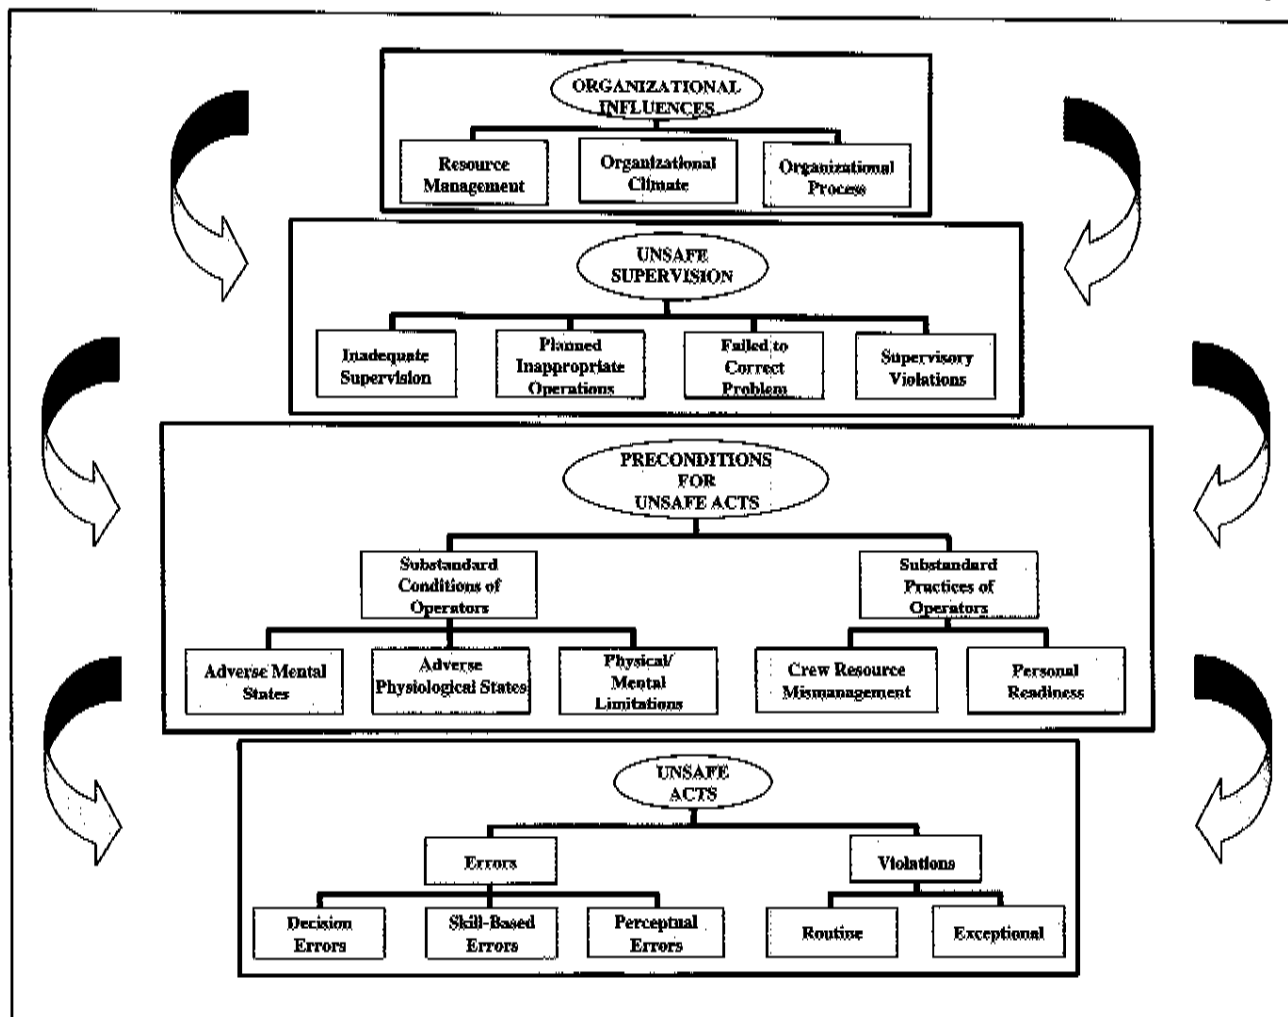 ORGANIZATIONAL
INFLUENCES
Resource
Management
Organizational
Climate
Organizational
Process
UNSAFE
SUPERVISION
Inadequate
Supervision
Planned
Inappropriate
Operations
Failed to
Correct
Problem
Supervisory
Violations
PRECONDITIONS
FOR
UNSAFE ACTS
Substandard
Conditions of
Operators
Substandard
Practices of
Operators
Adverse Mental
States
Adverse
Physiological States
Physical/
Mental
Limitations
Crew Resource
Mismanagement
Personal
Readiness
UNSAFE
ACTS
Errors
Violations
Decision
Errors
Skill-Based
Errors
Perceptual
Errors
Routine
Exceptional